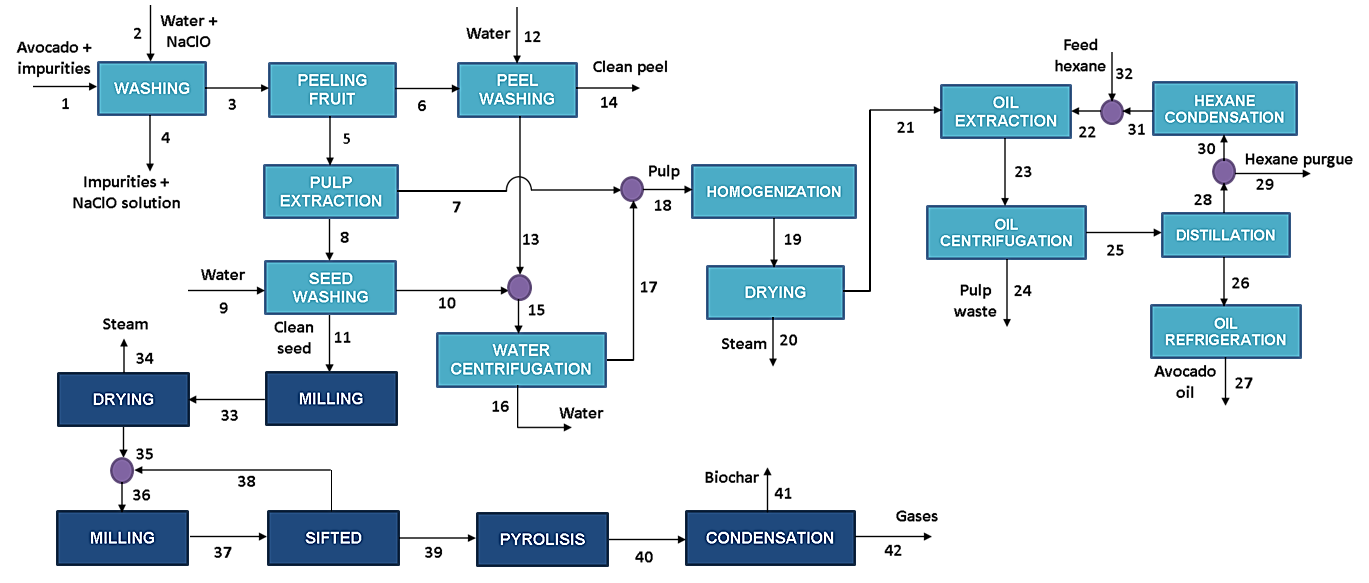 2
Water +
NaClO
Avocado +
impurities
1
WASHING
3
4
Impurities +
NaClO solution
PEELING
FRUIT
5
6
Water
12
PEEL
WASHING
Clean peel
14
PULP
EXTRACTION
7
8
Water
9
SEED
WASHING
10
Clean
seed
11
13
15
WATER
CENTRIFUGATION
16
Water
17
Pulp
18
HOMOGENIZATION
19
DRYING
Steam
20
21
OIL
EXTRACTION
22
Feed
hexane
32
31
HEXANE
CONDENSATION
30
Hexane purgue
29
28
23
OIL
CENTRIFUGATION
25
DISTILLATION
Pulp
waste
24
26
OIL
REFRIGERATION
Avocado
oil
27
MILLING
33
Steam
34
DRYING
35
38
36
MILLING
37
SIFTED
39
PYROLISIS
40
CONDENSATION
Biochar
41
Gases
42